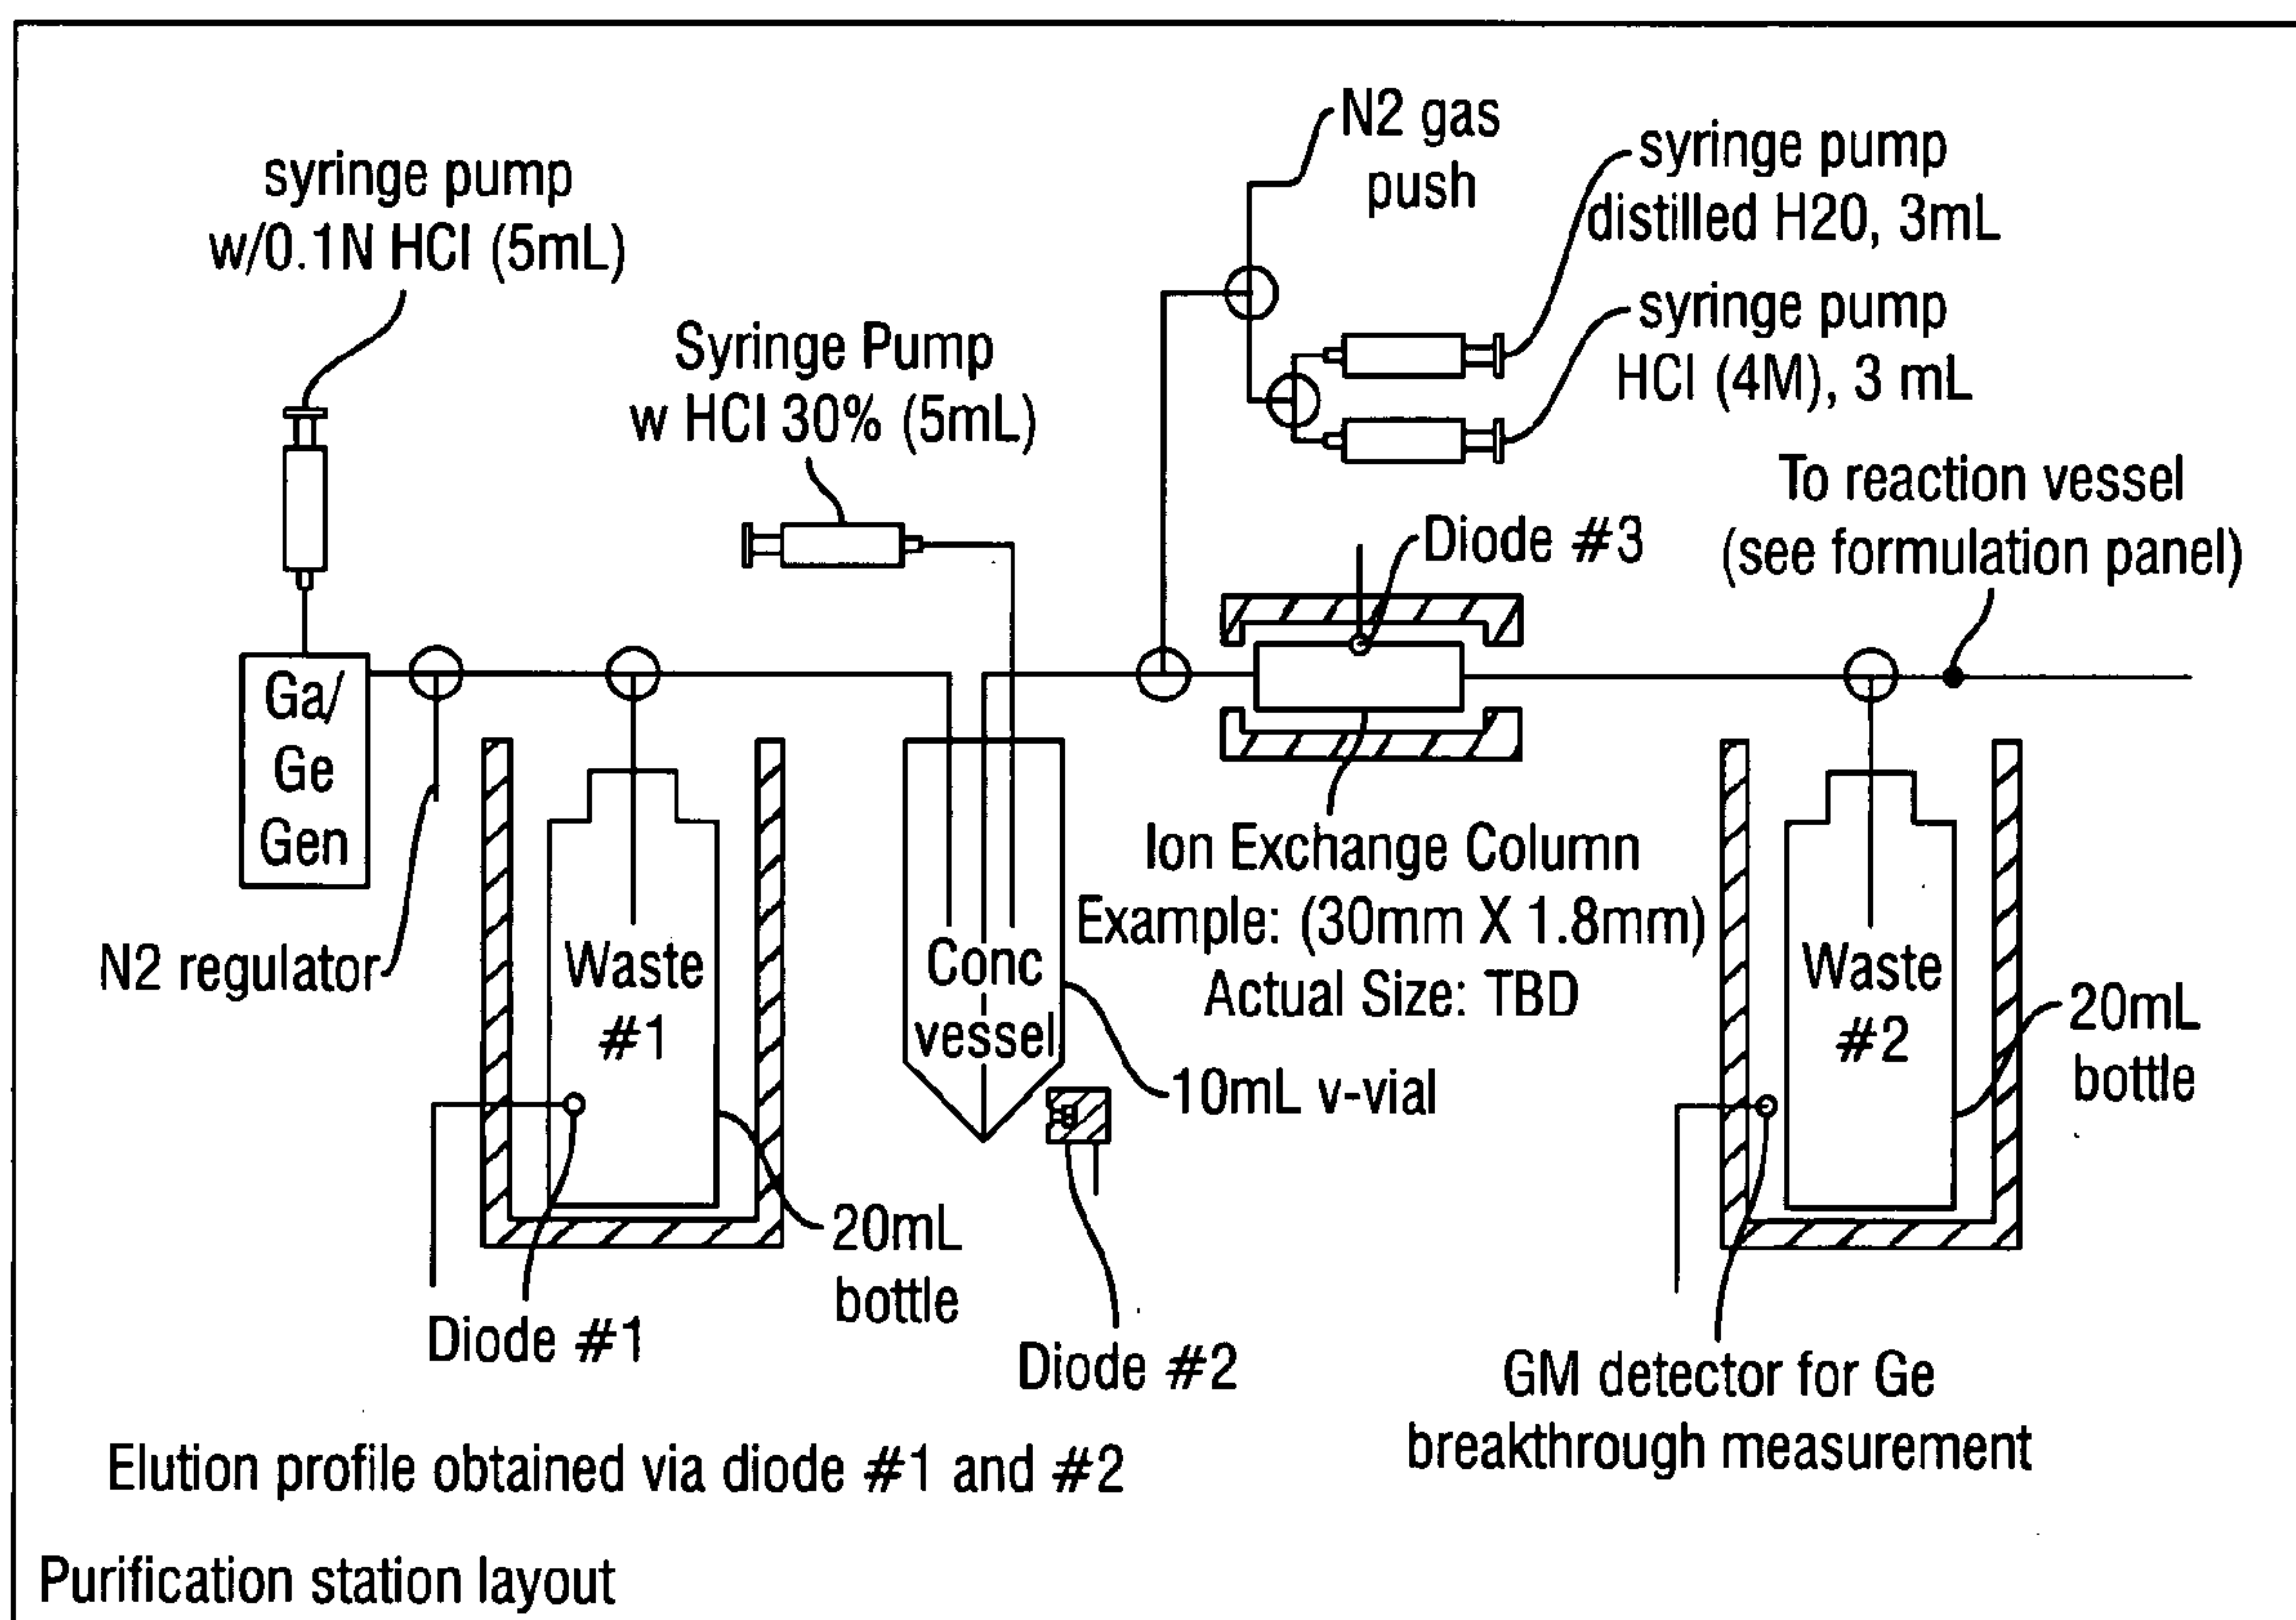 N2 gas
push
syringe pump
distilled H20, 3mL
syringe pump
w/0.1N HCl (5mL)
syringe pump
HCl (4M), 3 mL
Syringe Pump
w HCl 30% (5mL)
To reaction vessel
(see formulation panel)
Diode #3
Ga/
Ge
Gen
N2 regulator
Waste
#1
Conc
vessel
Ion Exchange Column
Example: (30mm X 1.8mm)
Actual Size: TBD
Waste
#2
20mL
bottle
10mL v-vial
20mL
bottle
Diode #1
Diode #2
GM detector for Ge
breakthrough measurement
Elution profile obtained via diode #1 and #2
Purification station layout